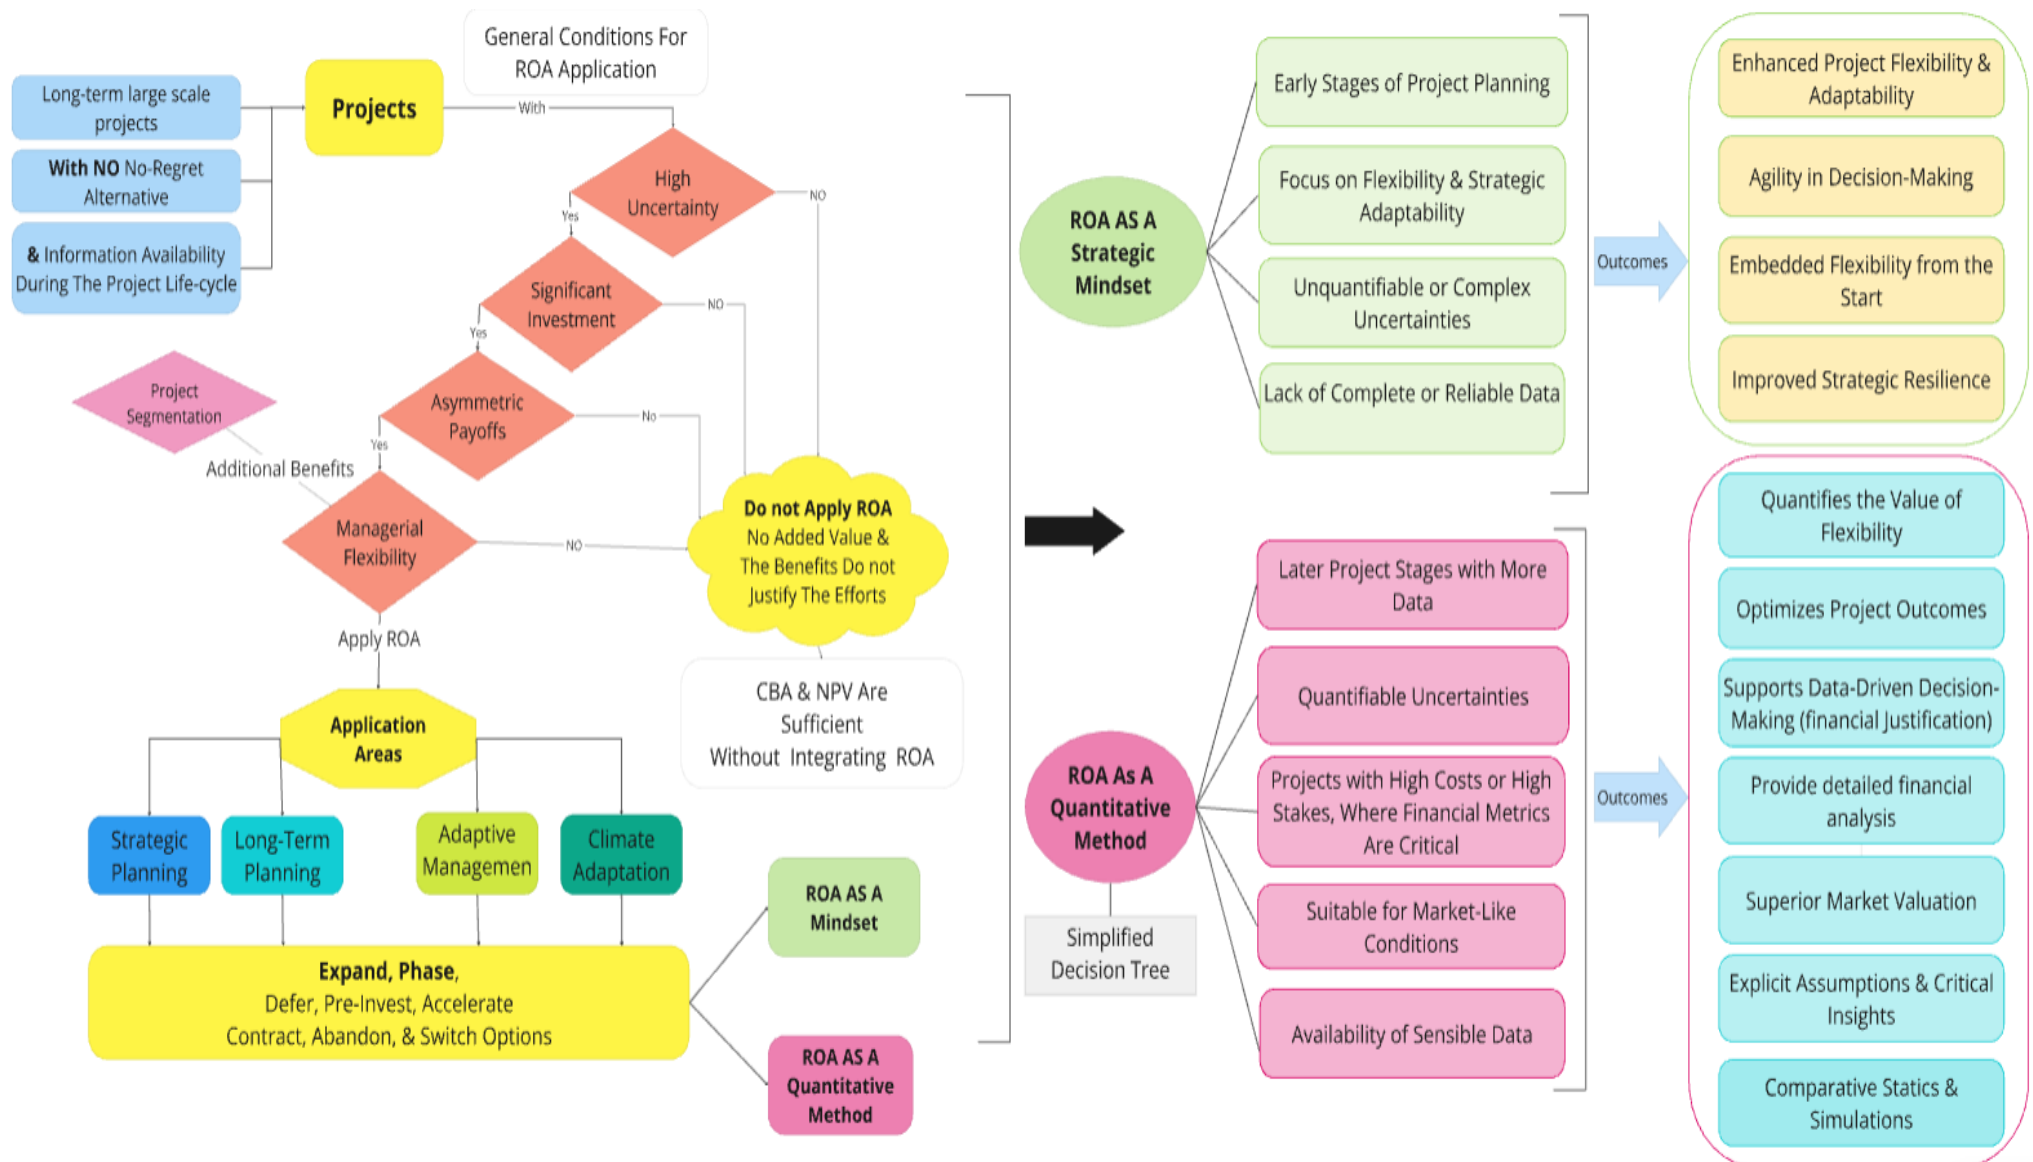 General Conditions For
ROA Application
Long-term large scale
projects
With NO No-Regret
Alternative
& Information Availability
During The Project Life-cycle
Projects
With
High
Uncertainty
NO
Yes
Significant
Investment
NO
Yes
Asymmetric
Payoffs
No
Yes
Project
Segmentation
Additional Benefits
Managerial
Flexibility
NO
Do not Apply ROA
No Added Value &
The Benefits Do not
Justify The Efforts
CBA & NPV Are
Sufficient
Without Integrating ROA
Apply ROA
Application
Areas
Strategic
Planning
Long-Term
Planning
Adaptive
Managemen
Climate
Adaptation
Expand, Phase,
Defer, Pre-Invest, Accelerate
Contract, Abandon, & Switch Options
ROA AS A
Mindset
ROA AS A
Quantitative
Method
ROA AS A
Strategic
Mindset
Early Stages of Project Planning
Focus on Flexibility & Strategic
Adaptability
Unquantifiable or Complex
Uncertainties
Lack of Complete or Reliable Data
Outcomes
Enhanced Project Flexibility &
Adaptability
Agility in Decision-Making
Embedded Flexibility from the
Start
Improved Strategic Resilience
ROA As A
Quantitative
Method
Simplified
Decision Tree
Later Project Stages with More
Data
Quantifiable Uncertainties
Projects with High Costs or High
Stakes, Where Financial Metrics
Are Critical
Suitable for Market-Like
Conditions
Availability of Sensible Data
Outcomes
Quantifies the Value of
Flexibility
Optimizes Project Outcomes
Supports Data-Driven Decision-
Making (financial Justification)
Provide detailed financial
analysis
Superior Market Valuation
Explicit Assumptions & Critical
Insights
Comparative Statics &
Simulations